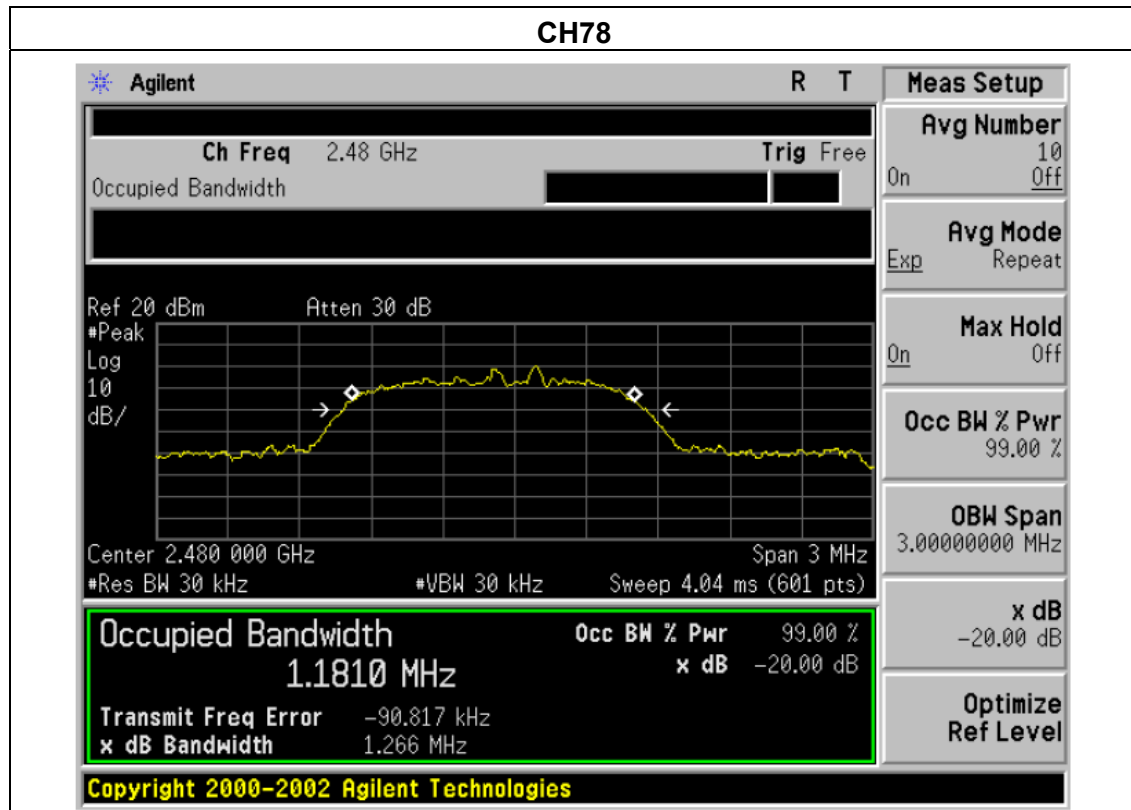 CH78
Agilent R T
Meas Setup
Ch Freq 2.48 GHz Trig Free
Occupied Bandwidth
Avg Number
10
On Off
Avg Mode
Exp Repeat
Max Hold
On Off
Occ BW % Pwr
99.00 %
OBW Span
3.00000000 MHz
x dB
-20.00 dB
Optimize
Ref Level
Ref 20 dBm Atten 30 dB
#Peak
Log
10
dB/
Center 2.480 000 GHz Span 3 MHz
#Res BW 30 kHz #VBW 30 kHz Sweep 4.04 ms (601 pts)
Occupied Bandwidth Occ BW % Pwr 99.00 %
1.1810 MHz x dB -20.00 dB
Transmit Freq Error -90.817 kHz
x dB Bandwidth 1.266 MHz
Copyright 2000-2002 Agilent Technologies